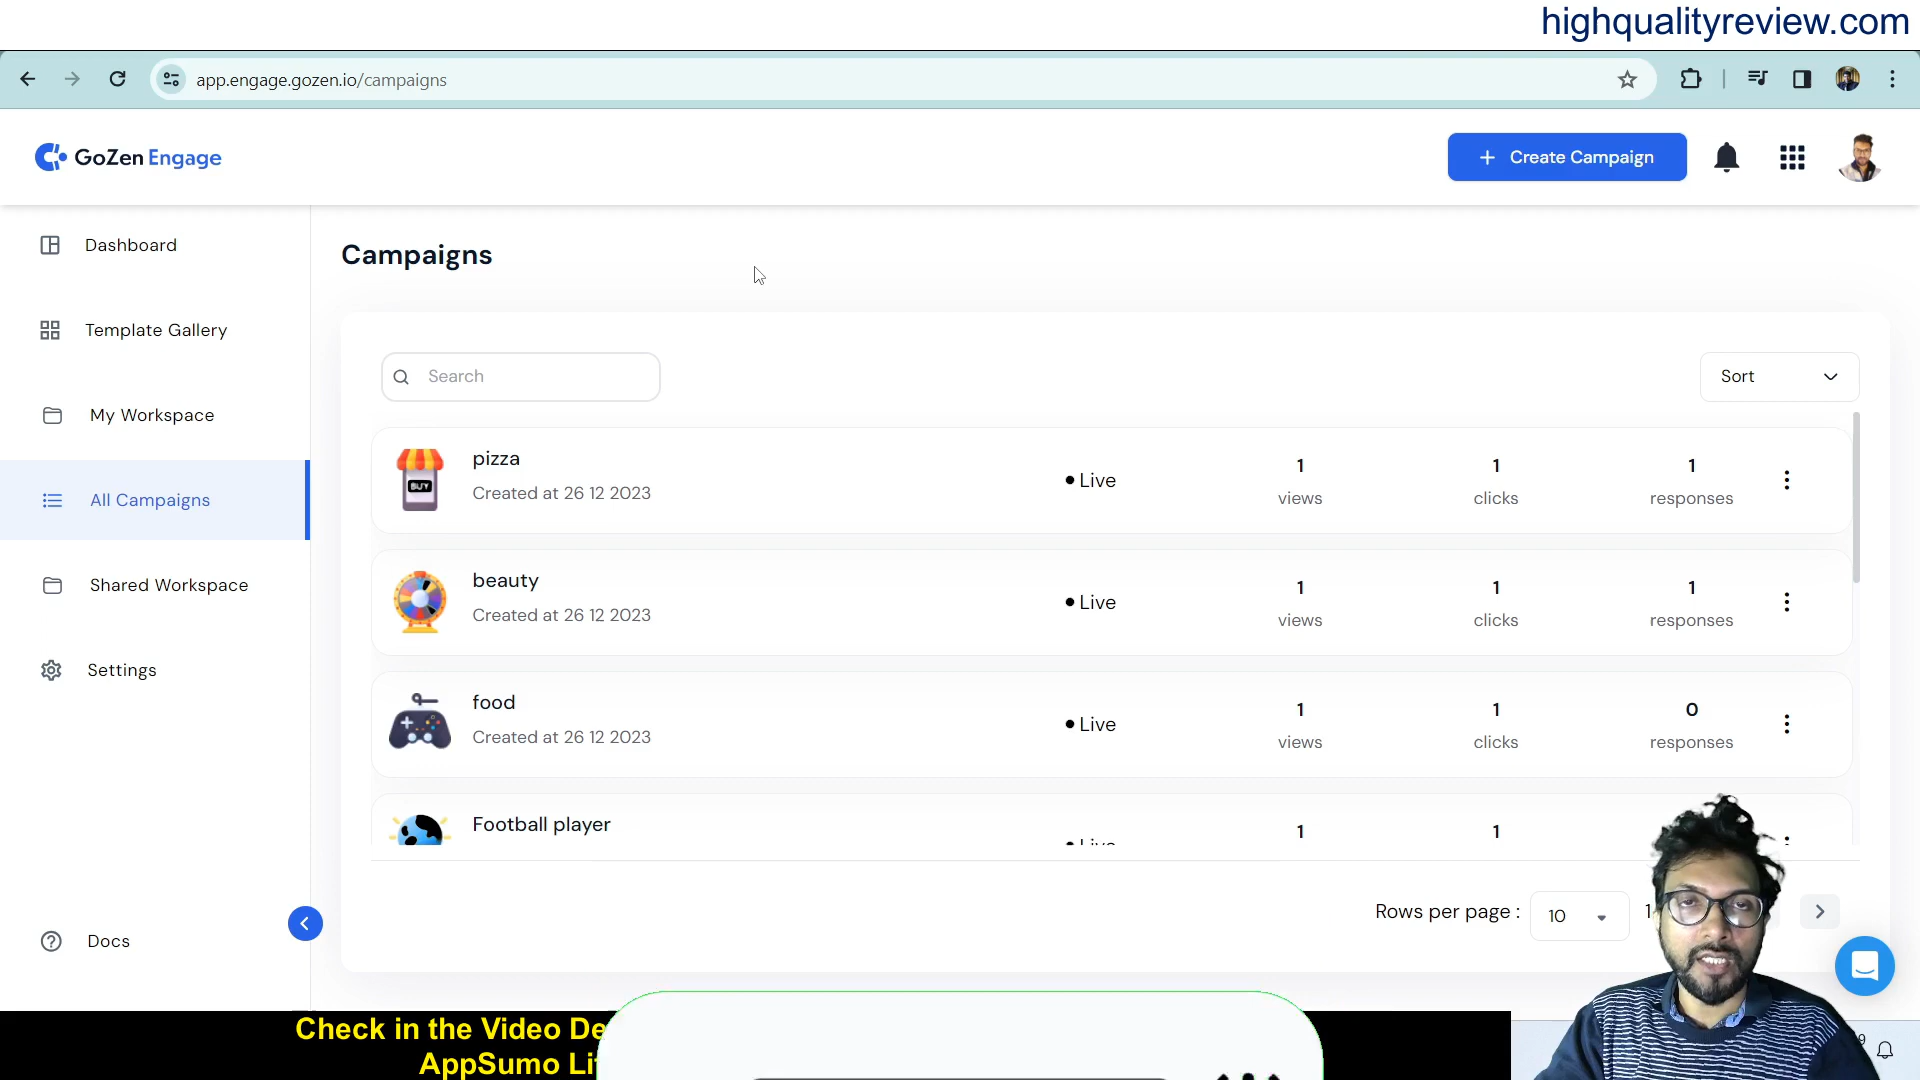 highqualityreview.com
app.engage.gozen.io/campaigns
GoZen Engage
+ Create Campaign
Dashboard
Template Gallery
My Workspace
All Campaigns
Shared Workspace
Settings
Docs
Campaigns
Search
Sort
pizza
Created at 26 12 2023
BUY
Live
1 views
1 clicks
1 responses
beauty
Created at 26 12 2023
Live
1 views
1 clicks
1 responses
food
Created at 26 12 2023
Live
1 views
1 clicks
0 responses
Football player
Live
1
1
Rows per page :
10
1
Check in the Video De
AppSumo Li
9